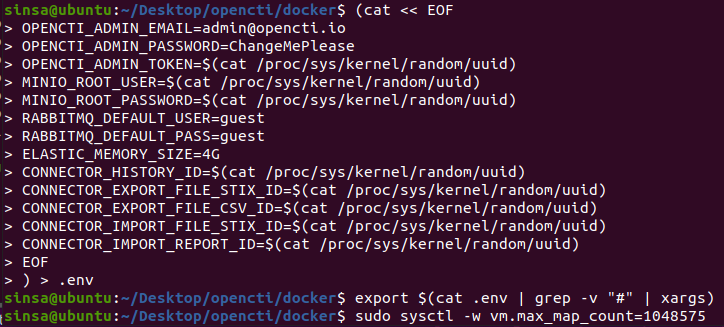 sinsa@ubuntu:~/Desktop/opencti/docker$ (cat << EOF
> OPENCTI_ADMIN_EMAIL=admin@opencti.io
> OPENCTI_ADMIN_PASSWORD=ChangeMePlease
> OPENCTI_ADMIN_TOKEN=$(cat /proc/sys/kernel/random/uuid)
> MINIO_ROOT_USER=$(cat /proc/sys/kernel/random/uuid)
> MINIO_ROOT_PASSWORD=$(cat /proc/sys/kernel/random/uuid)
> RABBITMQ_DEFAULT_USER=guest
> RABBITMQ_DEFAULT_PASS=guest
> ELASTIC_MEMORY_SIZE=4G
> CONNECTOR_HISTORY_ID=$(cat /proc/sys/kernel/random/uuid)
> CONNECTOR_EXPORT_FILE_STIX_ID=$(cat /proc/sys/kernel/random/uuid)
> CONNECTOR_EXPORT_FILE_CSV_ID=$(cat /proc/sys/kernel/random/uuid)
> CONNECTOR_IMPORT_FILE_STIX_ID=$(cat /proc/sys/kernel/random/uuid)
> CONNECTOR_IMPORT_REPORT_ID=$(cat /proc/sys/kernel/random/uuid)
> EOF
> ) > .env
sinsa@ubuntu:~/Desktop/opencti/docker$ export $(cat .env | grep -v "#" | xargs)
sinsa@ubuntu:~/Desktop/opencti/docker$ sudo sysctl -w vm.max_map_count=1048575